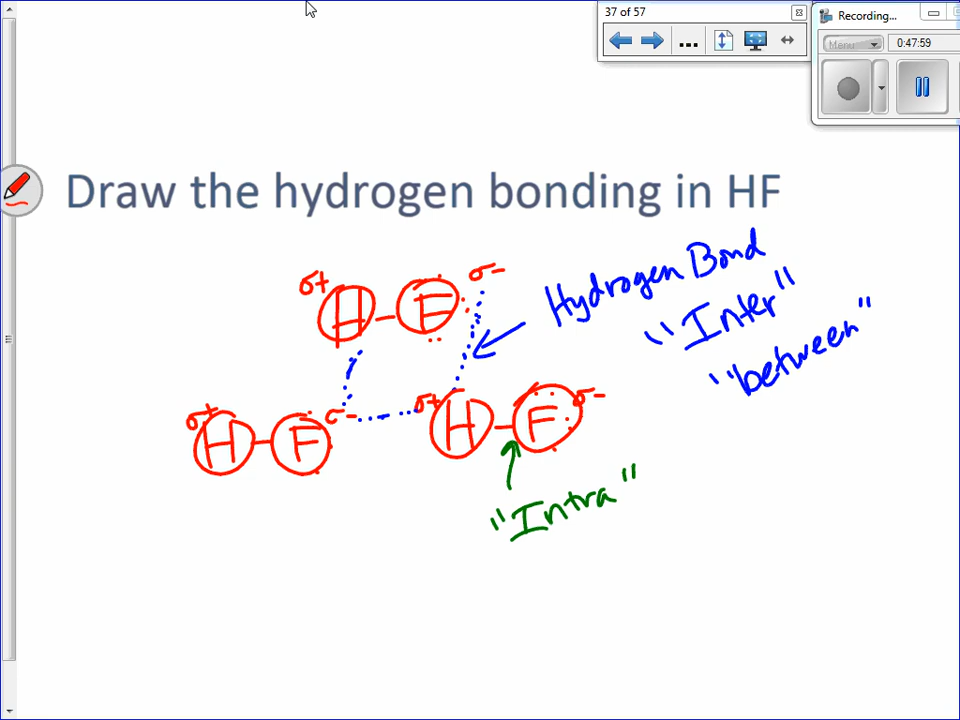 37 of 57
Recording...
Menu
0:47:59
Draw the hydrogen bonding in HF
σ+
σ-
H-F
Hydrogen Bond
"Inter"
"between"
σ+
σ-
σ+
σ-
H-F
H-F
"Intra"